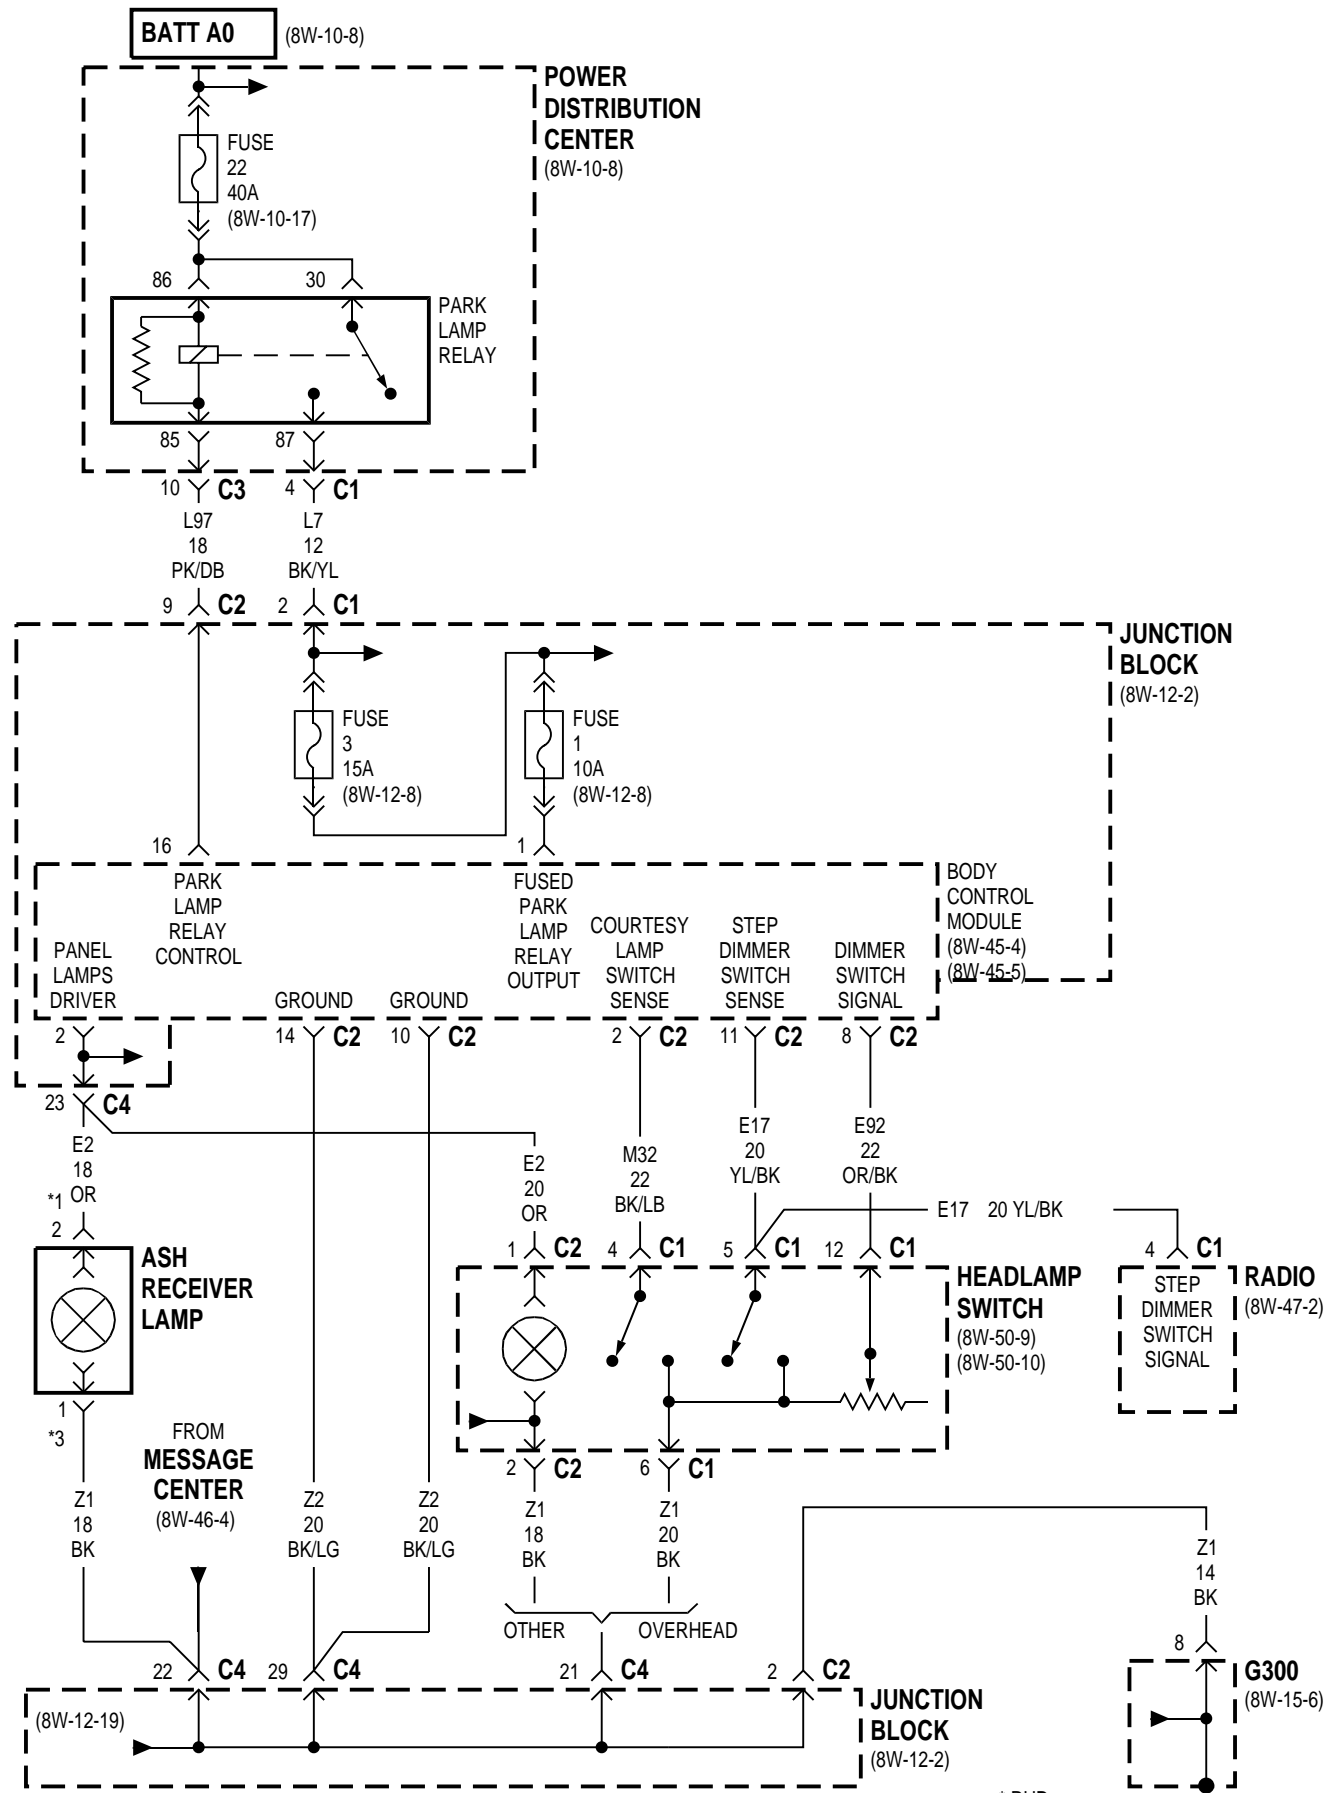 BATT A0 (8W-10-8)
POWER
DISTRIBUTION
CENTER
(8W-10-8)
FUSE
22
40A
(8W-10-17)
86 30
PARK
LAMP
RELAY
85 87
10 C3 4 C1
L97 L7
18 12
PK/DB BK/YL
9 C2 2 C1
JUNCTION
BLOCK
(8W-12-2)
FUSE FUSE
3 1
15A 10A
(8W-12-8) (8W-12-8)
16 1
BODY
CONTROL
MODULE
(8W-45-4)
(8W-45-5)
PARK
LAMP
RELAY
CONTROL
FUSED
PARK
LAMP
RELAY
OUTPUT
COURTESY
LAMP
SWITCH
SENSE
STEP
DIMMER
SWITCH
SENSE
DIMMER
SWITCH
SIGNAL
PANEL
LAMPS
DRIVER
GROUND GROUND
2 14 C2 10 C2 2 C2 11 C2 8 C2
23 C4
E2
18
OR
*1
2
E2
20
OR
M32
22
BK/LB
E17
20
YL/BK
E92
22
OR/BK
E17 20 YL/BK
1 C2 4 C1 5 C1 12 C1 4 C1
ASH
RECEIVER
LAMP
HEADLAMP
SWITCH
(8W-50-9)
(8W-50-10)
STEP
DIMMER
SWITCH
SIGNAL
RADIO
(8W-47-2)
1
*3
FROM
MESSAGE
CENTER
(8W-46-4)
2 C2 6 C1
Z1
18
BK
Z2
20
BK/LG
Z2
20
BK/LG
Z1
18
BK
Z1
20
BK
Z1
14
BK
OTHER OVERHEAD
8
22 C4 29 C4 21 C4 2 C2
G300
(8W-15-6)
(8W-12-19)
JUNCTION
BLOCK
(8W-12-2)